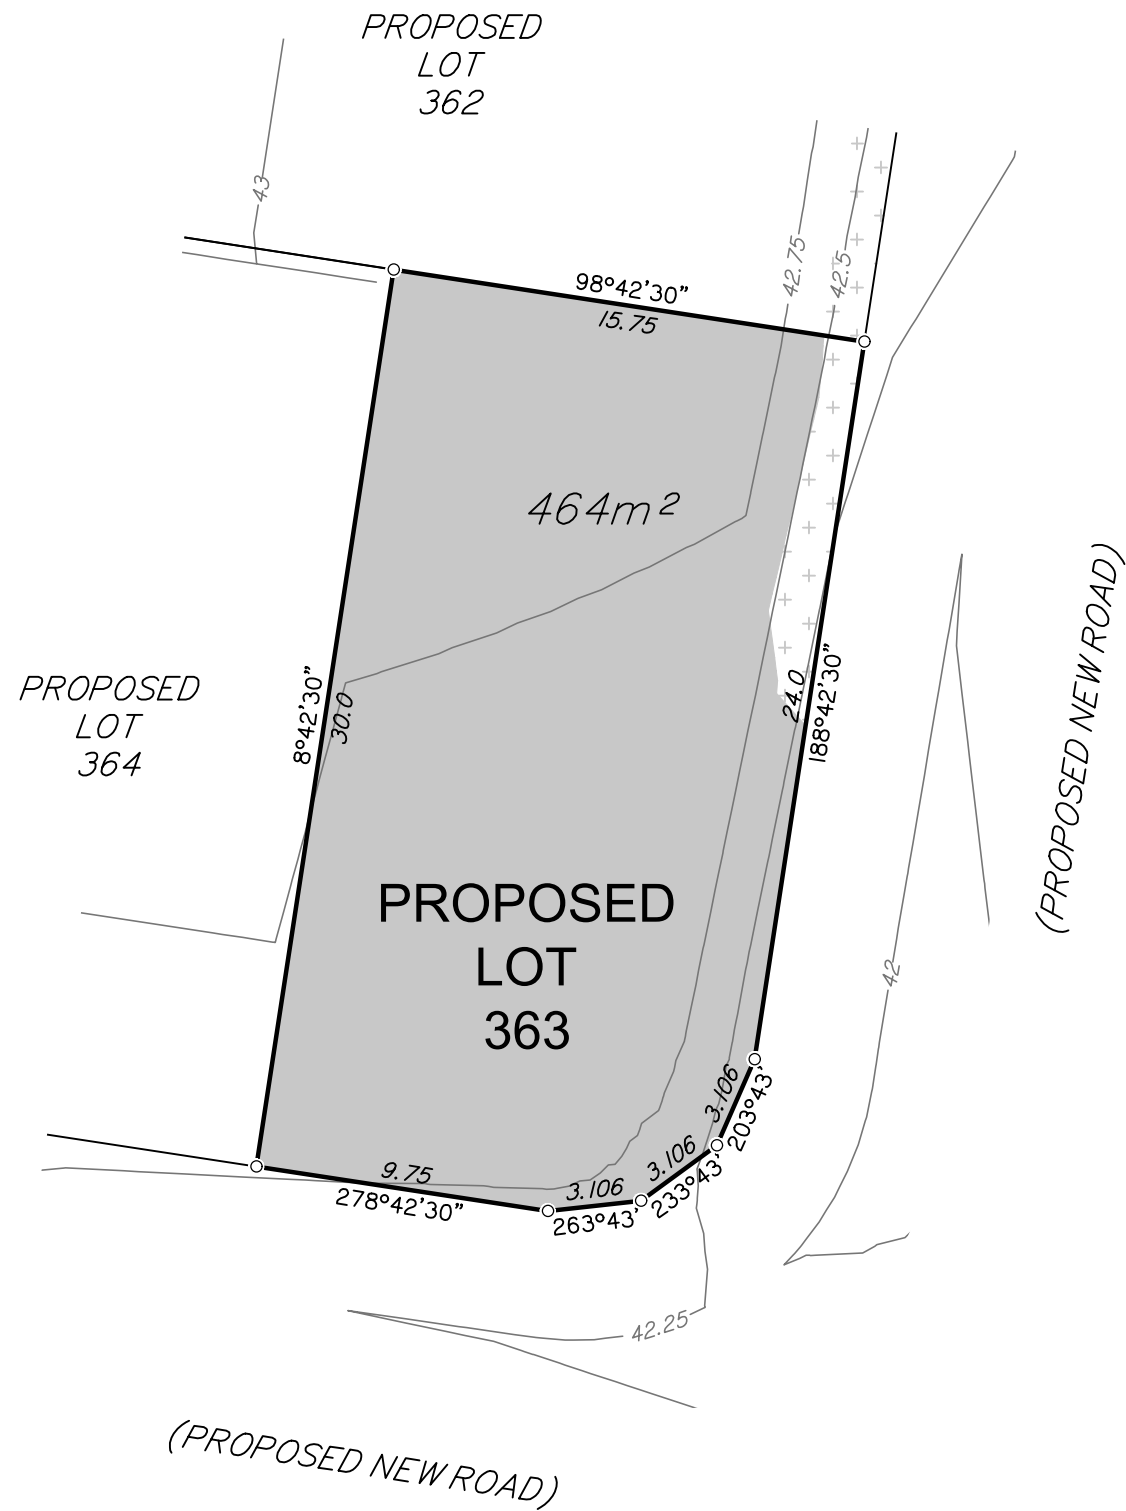 PROPOSED
LOT
362
43
42.75
42.5
98°42'30"
15.75
464m²
PROPOSED
LOT
364
8°42'30"
30.0
24.0
188°42'30"
(PROPOSED NEW ROAD)
PROPOSED
LOT
363
42
3.106
203°43'
3.106
233°43'
3.106
263°43'
9.75
278°42'30"
42.25
(PROPOSED NEW ROAD)